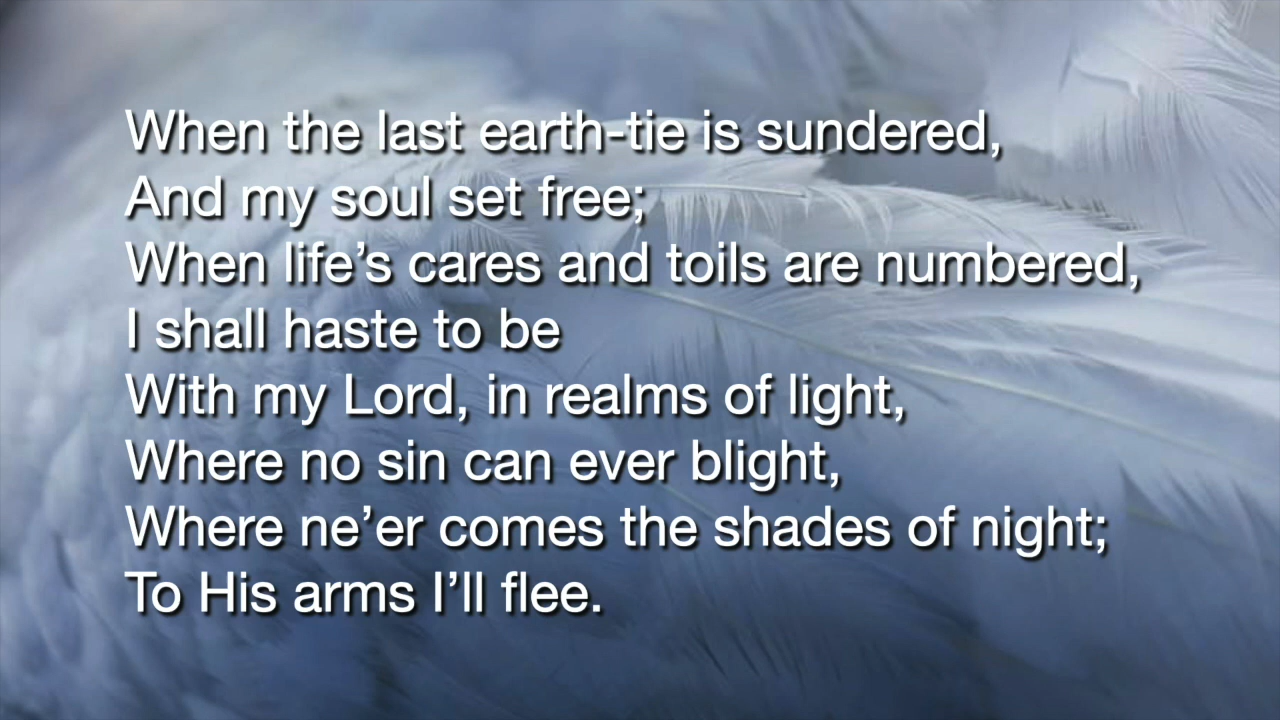 When the last earth-tie is sundered,
And my soul set free;
When life’s cares and toils are numbered,
I shall haste to be
With my Lord, in realms of light,
Where no sin can ever blight,
Where ne’er comes the shades of night;
To His arms I’ll flee.